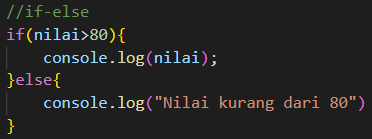 //if-else
if(nilai>80){
    console.log(nilai);
}else{
    console.log("Nilai kurang dari 80")
}